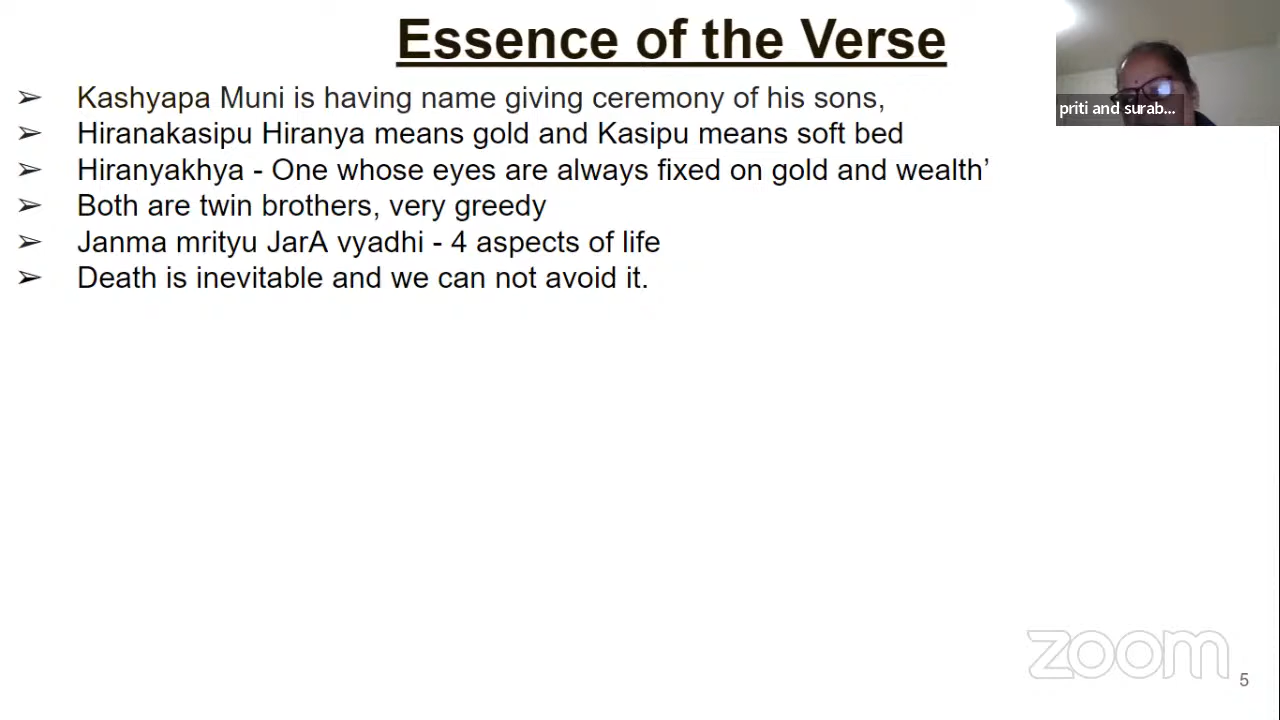 Essence of the Verse
➢ Kashyapa Muni is having name giving ceremony of his sons,
➢ Hiranakasipu Hiranya means gold and Kasipu means soft bed
➢ Hiranyakhya - One whose eyes are always fixed on gold and wealth’
➢ Both are twin brothers, very greedy
➢ Janma mrityu JarA vyadhi - 4 aspects of life
➢ Death is inevitable and we can not avoid it.
priti and surab...
zoom
5